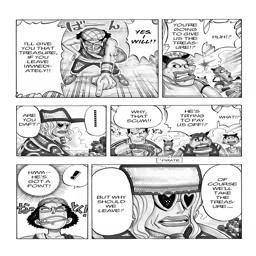 HUH!?
YOU'RE
GOING TO
GIVE US
THE
TREAS-
URE!?
YES,
I
WILL!!
I'LL GIVE
YOU THAT
TREASURE,
IF YOU
LEAVE
IMMEDI-
ATELY!!
WHAT!?
HE'S
TRYING
TO PAY
US OFF!?
WHY,
THAT
SCUM!!
"PIRATE"
ARE
YOU
DAFT?
OF
COURSE
WE'LL
TAKE THE
TREAS-
URE...
BUT WHY
SHOULD
WE
LEAVE?
HMM--
HE'S
GOT A
POINT!